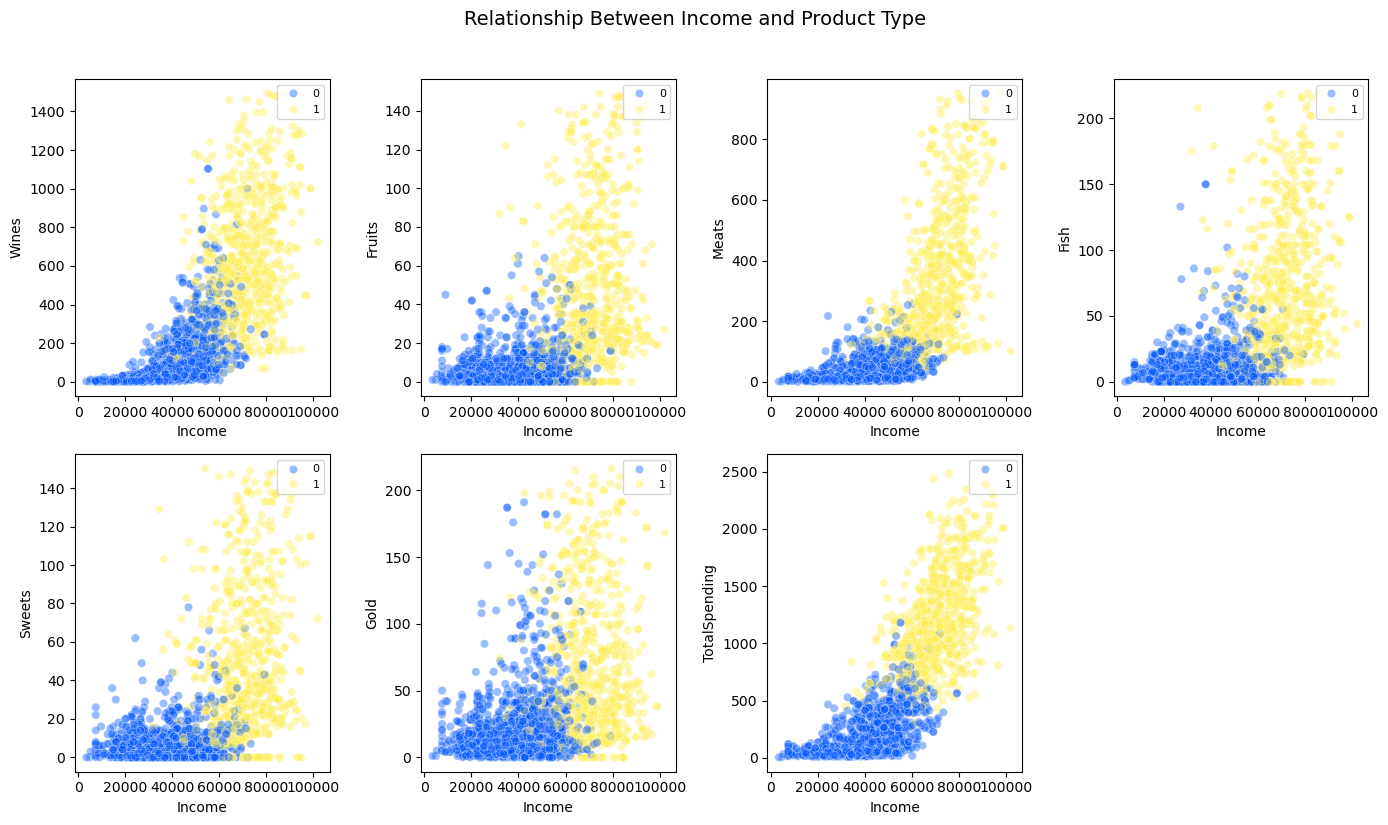 Relationship Between Income and Product Type
0
1
1400
1200
1000
800
600
400
200
0
Wines
0 20000 40000 60000 80000 100000
Income
0
1
140
120
100
80
60
40
20
0
Fruits
0 20000 40000 60000 80000 100000
Income
0
1
800
600
400
200
0
Meats
0 20000 40000 60000 80000 100000
Income
0
1
200
150
100
50
0
Fish
0 20000 40000 60000 80000 100000
Income
0
1
140
120
100
80
60
40
20
0
Sweets
0 20000 40000 60000 80000 100000
Income
0
1
200
150
100
50
0
Gold
0 20000 40000 60000 80000 100000
Income
0
1
2500
2000
1500
1000
500
0
TotalSpending
0 20000 40000 60000 80000 100000
Income